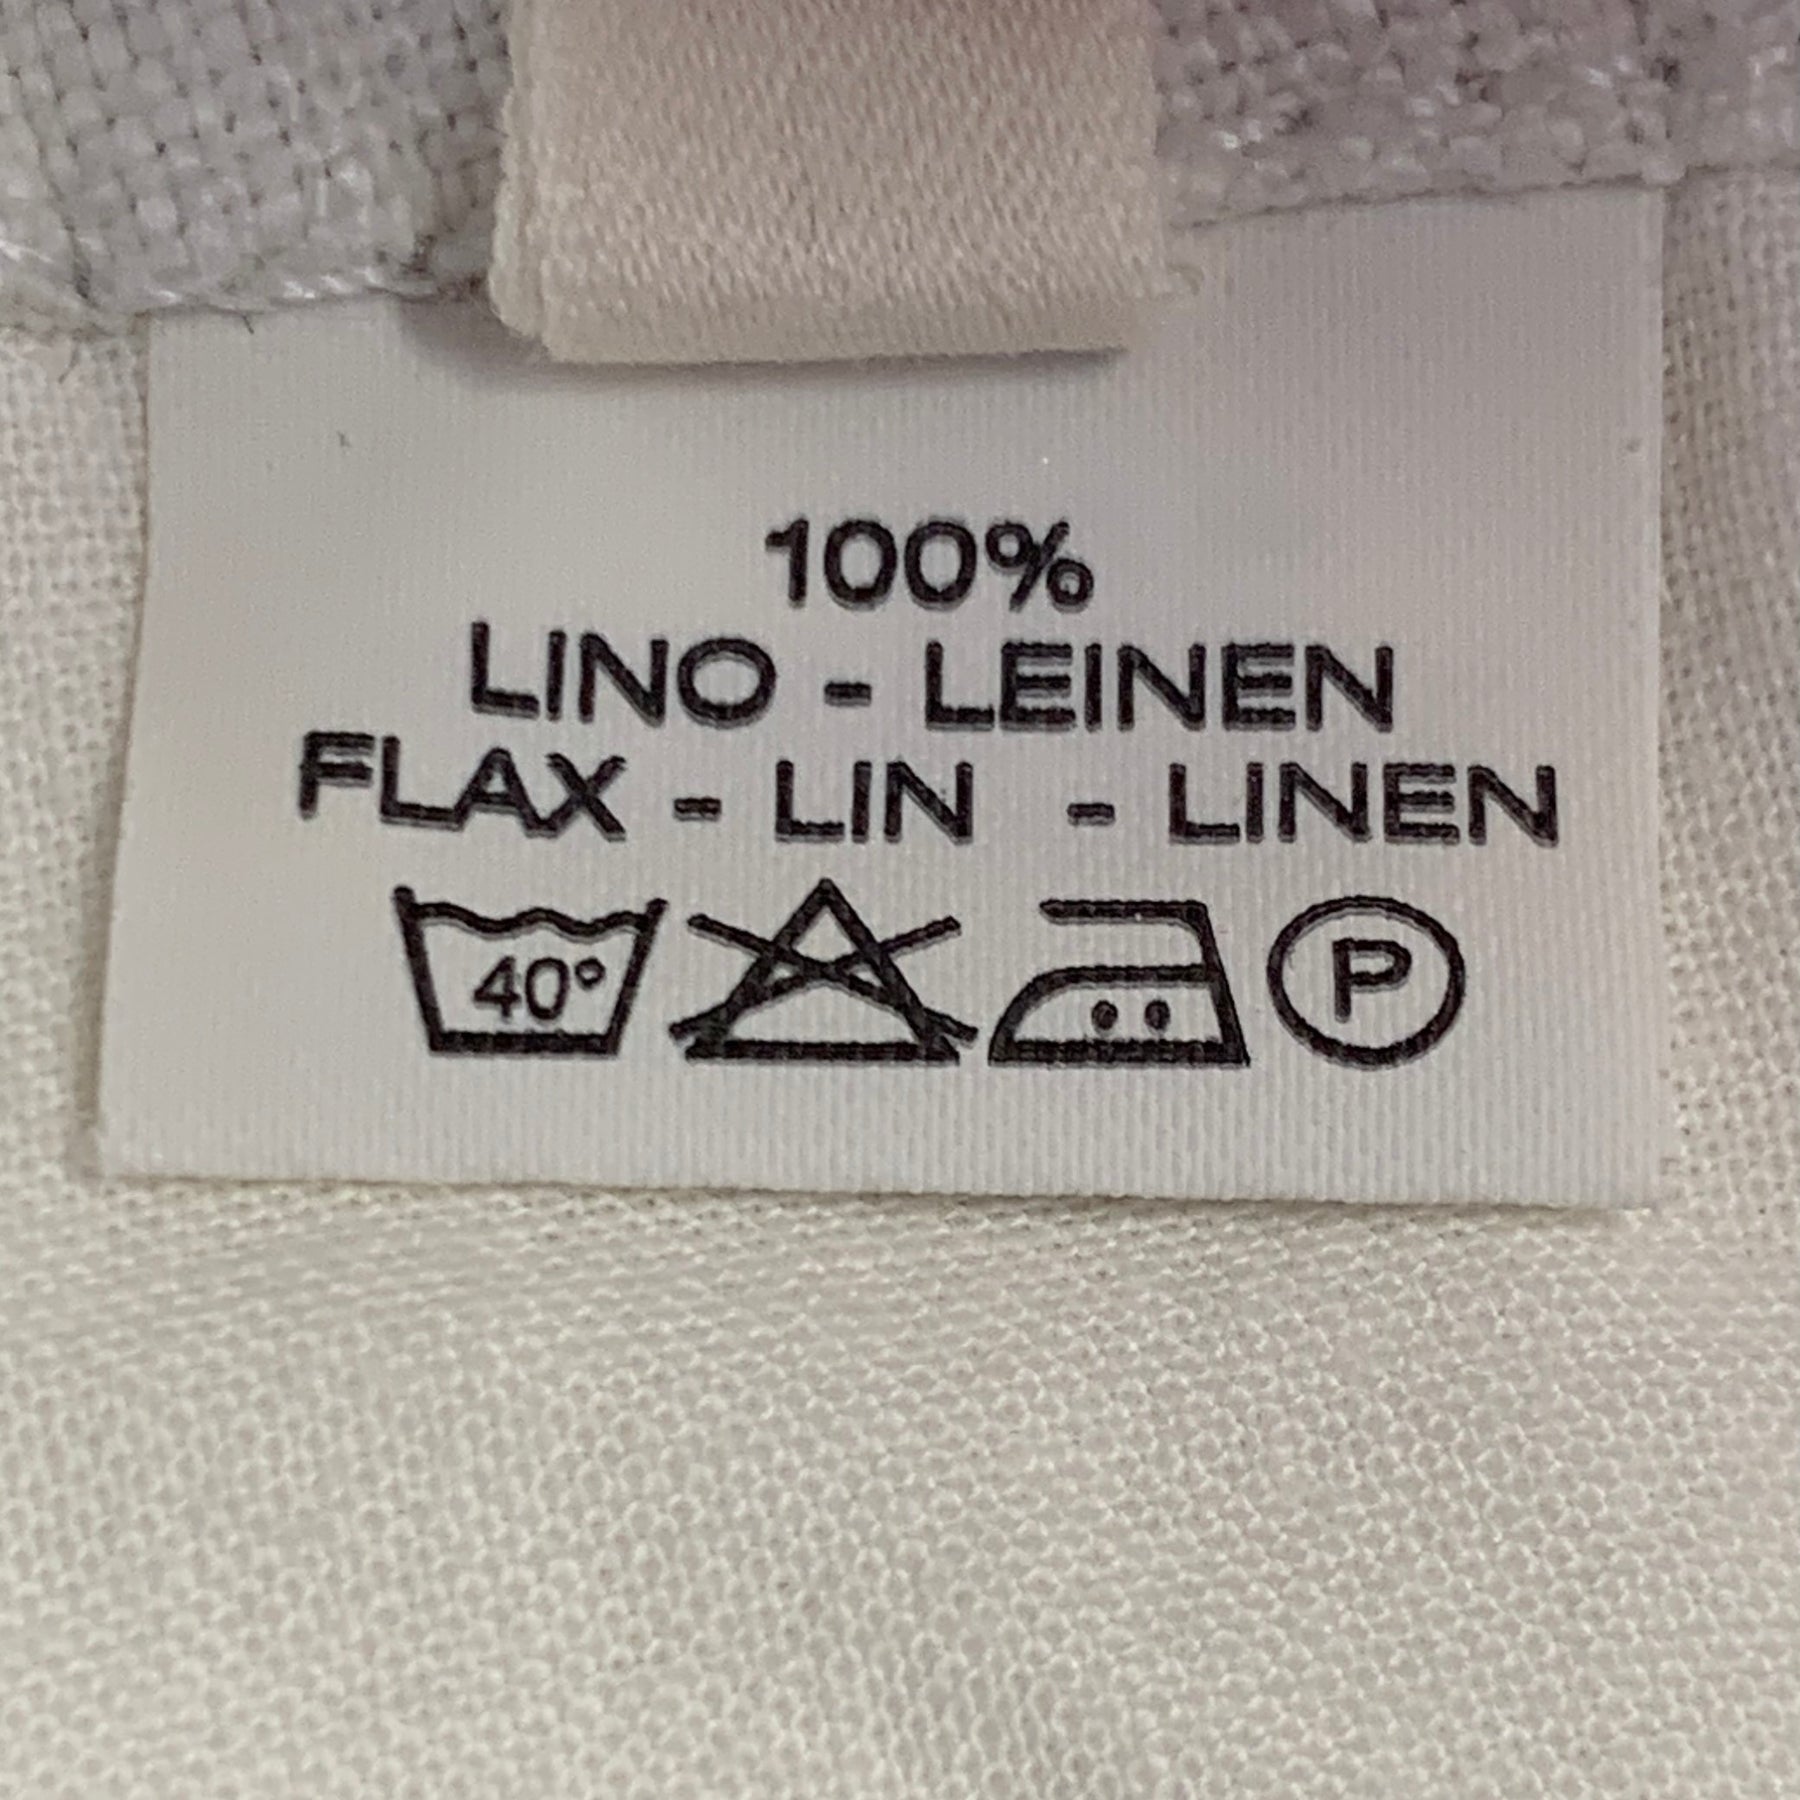 100%
LINO - LEINEN
FLAX - LIN - LINEN
40° P